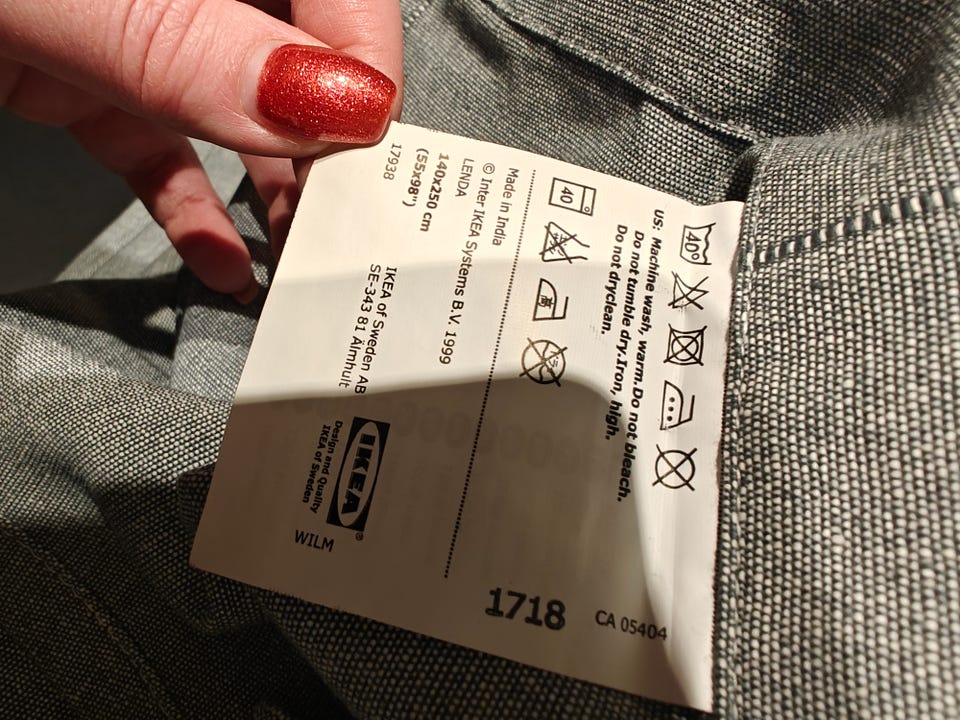 40°
US: Machine wash, warm.Do not bleach.
Do not tumble dry.Iron, high.
Do not dryclean.
40
Made in India
© Inter IKEA Systems B.V. 1999
LENDA
140x250 cm
(55x98")
17938
IKEA of Sweden AB
SE-343 81 Älmhult
IKEA®
Design and Quality
IKEA of Sweden
WILM
1718
CA 05404